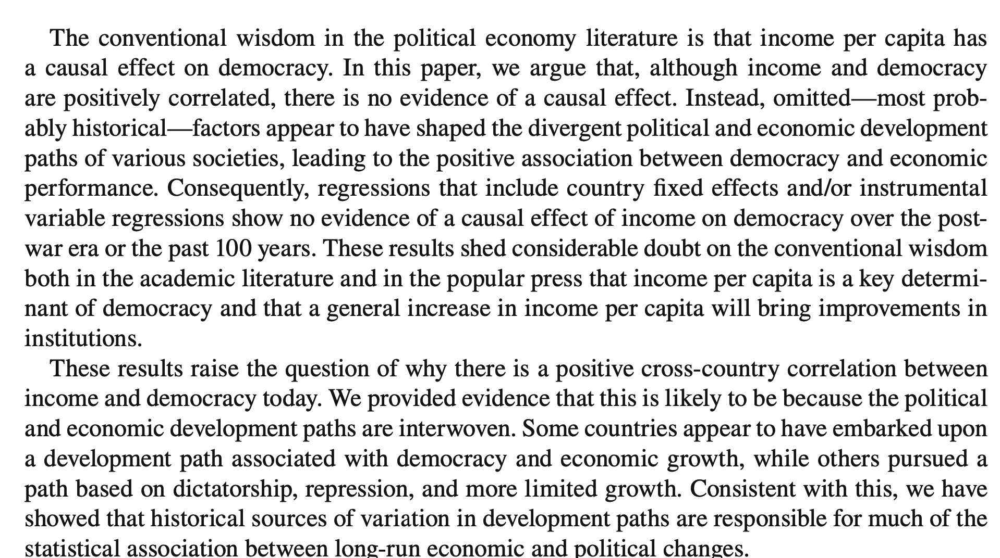 The conventional wisdom in the political economy literature is that income per capita has
a causal effect on democracy. In this paper, we argue that, although income and democracy
are positively correlated, there is no evidence of a causal effect. Instead, omitted—most prob-
ably historical—factors appear to have shaped the divergent political and economic development
paths of various societies, leading to the positive association between democracy and economic
performance. Consequently, regressions that include country fixed effects and/or instrumental
variable regressions show no evidence of a causal effect of income on democracy over the post-
war era or the past 100 years. These results shed considerable doubt on the conventional wisdom
both in the academic literature and in the popular press that income per capita is a key determi-
nant of democracy and that a general increase in income per capita will bring improvements in
institutions.
These results raise the question of why there is a positive cross-country correlation between
income and democracy today. We provided evidence that this is likely to be because the political
and economic development paths are interwoven. Some countries appear to have embarked upon
a development path associated with democracy and economic growth, while others pursued a
path based on dictatorship, repression, and more limited growth. Consistent with this, we have
showed that historical sources of variation in development paths are responsible for much of the
statistical association between long-run economic and political changes.